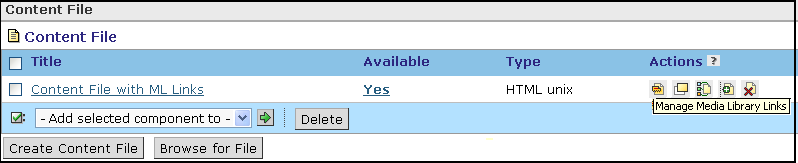 Content File
Content File
Title Available Type Actions ?
Content File with ML Links Yes HTML unix
Manage Media Library Links
- Add selected component to - Delete
Create Content File Browse for File